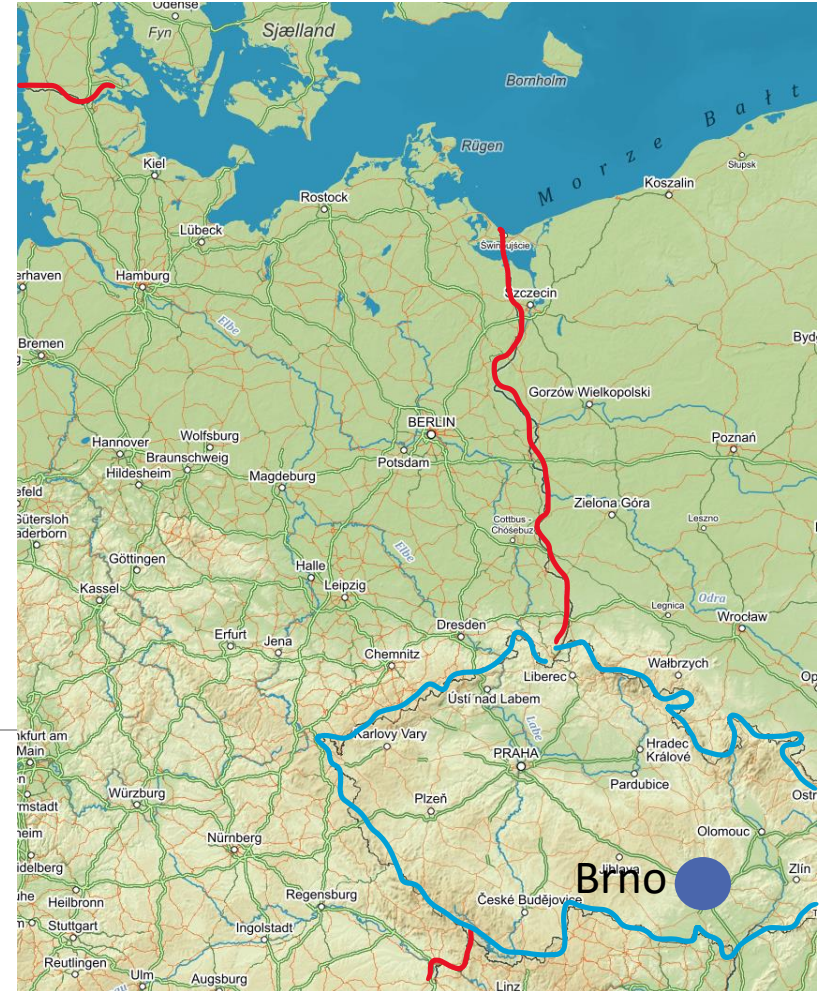 Odense
Fyn
Sjælland
Bornholm
Rügen
Morze Bałt
Słupsk
Koszalin
Kiel
Rostock
Świnoujście
Lübeck
erhaven
Hamburg
Szczecin
Elbe
Byd
Bremen
Gorzów Wielkopolski
BERLIN
Wolfsburg
Poznań
Hannover
Braunschweig
Potsdam
Hildesheim
Magdeburg
efeld
Zielona Góra
Gütersloh
aderborn
Cottbus -
Chóśebuz
Leszno
Elbe
Göttingen
Halle
Kassel
Leipzig
Odra
Legnica
Wrocław
Dresden
Erfurt
Jena
Chemnitz
Wałbrzych
Liberec
Op
Ústí nad Labem
Labe
nkfurt am
Main
Karlovy Vary
Hradec
Králové
PRAHA
Pardubice
Würzburg
rmstadt
Plzeň
Ostr
heim
Olomouc
Nürnberg
idelberg
Jihlava
Brno
Zlín
Heilbronn
Regensburg
České Budějovice
Stuttgart
Ingolstadt
Reutlingen
Ulm
Augsburg
Linz